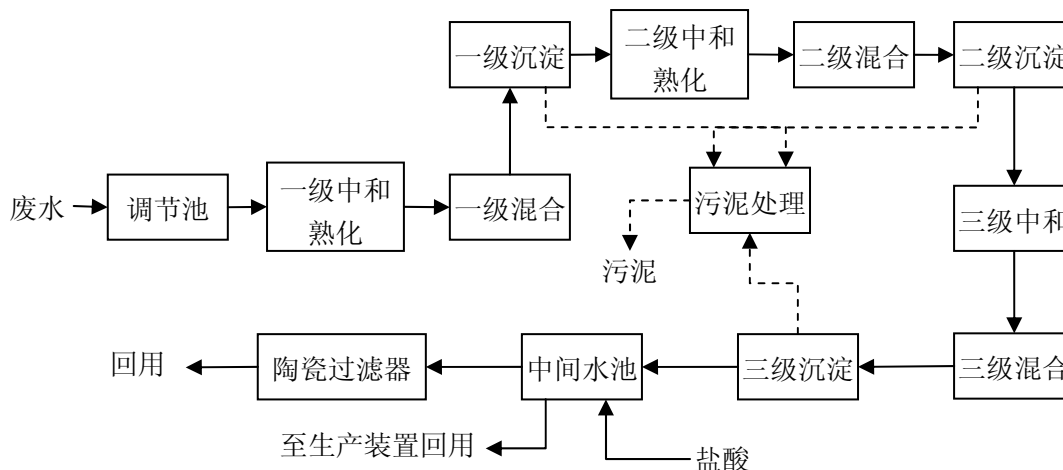 一级沉淀
二级中和
熟化
二级混合
二级沉淀
废水
调节池
一级中和
熟化
一级混合
污泥处理
三级中和
污泥
回用
陶瓷过滤器
中间水池
三级沉淀
三级混合
至生产装置回用
盐酸